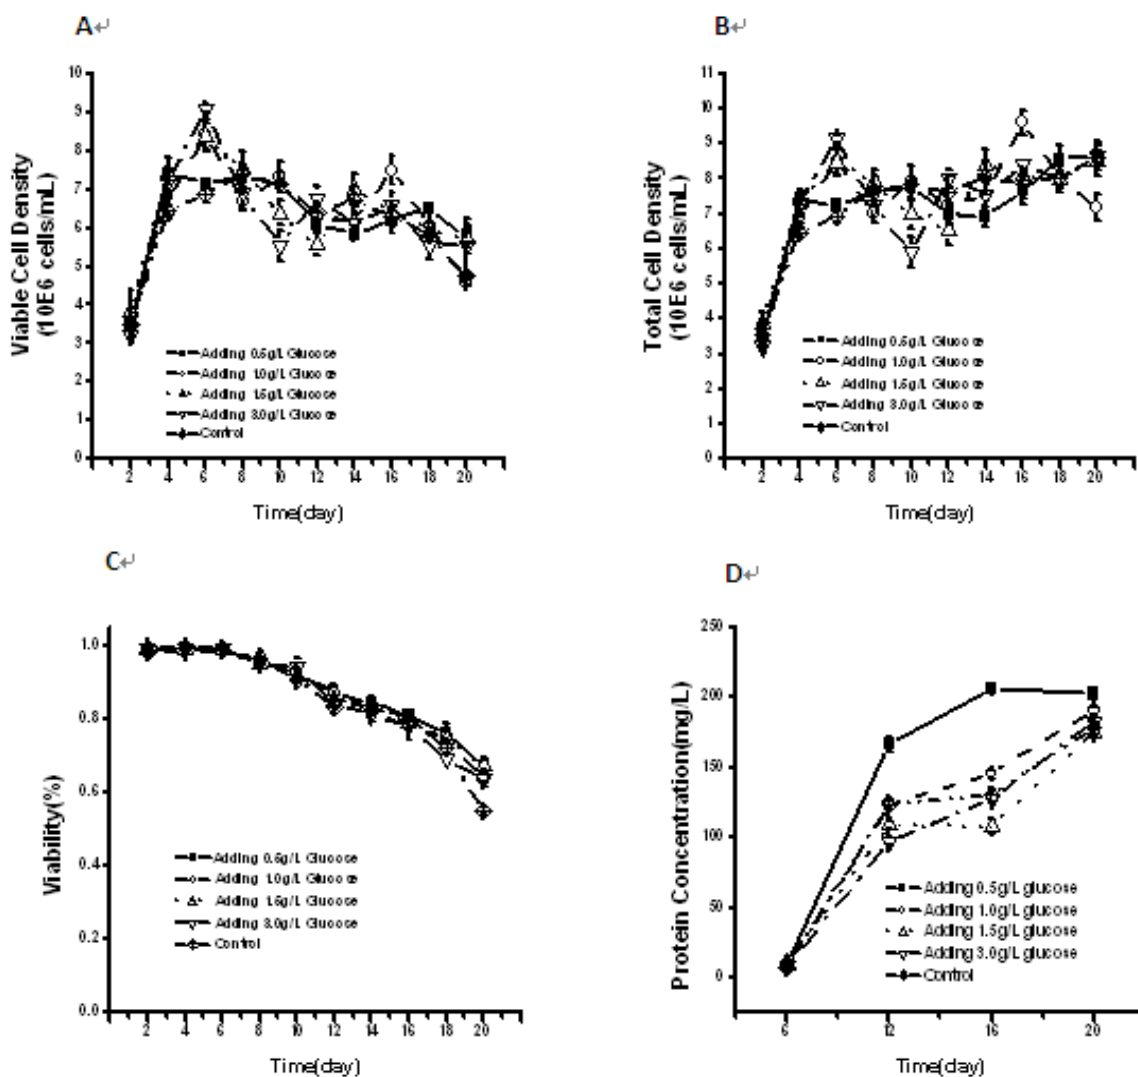 A↵
Viable Cell Density
(10E6 cells/mL)
10
9
8
7
6
5
4
3
2
1
0
Adding 0.5g/L Glucose
Adding 1.0g/L Glucose
Adding 1.5g/L Glucose
Adding 3.0g/L Glucose
Control
2 4 6 8 10 12 14 16 18 20
Time(day)
B↵
Total Cell Density
(10E6 cells/mL)
11
10
9
8
7
6
5
4
3
2
1
0
Adding 0.5g/L Glucose
Adding 1.0g/L Glucose
Adding 1.5g/L Glucose
Adding 3.0g/L Glucose
Control
2 4 6 8 10 12 14 16 18 20
Time(day)
C↵
Viability(%)
1.0
0.8
0.6
0.4
0.2
0.0
Adding 0.5g/L Glucose
Adding 1.0g/L Glucose
Adding 1.5g/L Glucose
Adding 3.0g/L Glucose
Control
2 4 6 8 10 12 14 16 18 20
Time(day)
D↵
Protein Concentration(mg/L)
250
200
150
100
50
0
Adding 0.5g/L glucose
Adding 1.0g/L glucose
Adding 1.5g/L glucose
Adding 3.0g/L glucose
Control
6 12 16 20
Time(day)